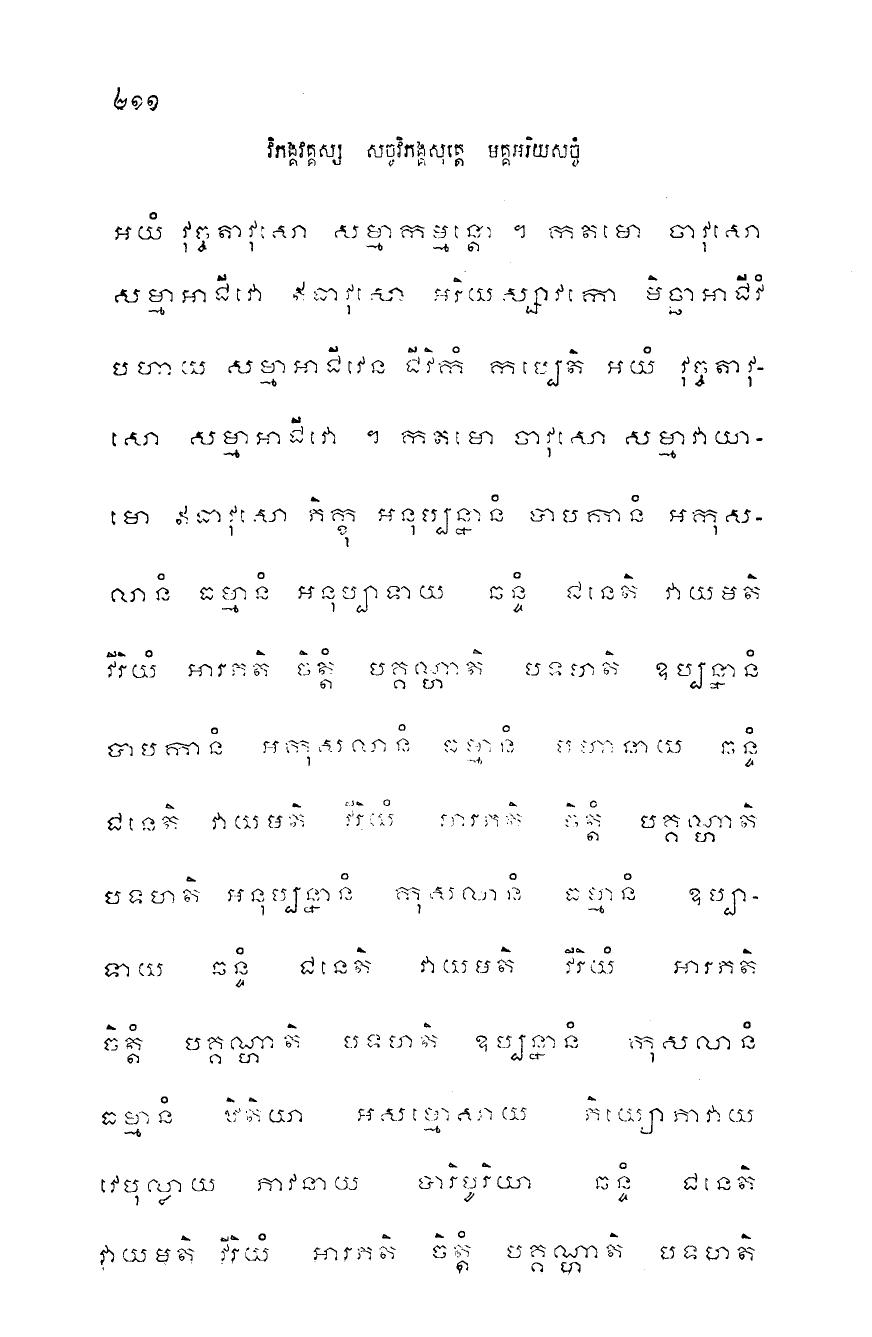 ២១១
វិភង្គវគ្គស្ស សច្ចវិភង្គសុត្តេ មគ្គអរិយសច្ចំ
អយំ វុច្ចតាវុសោ សម្មាកម្មន្តោ ។ កតមោ ចាវុសោ
សម្មាអាជីវោ ឥធាវុសោ អរិយស្សាវកោ មិច្ឆាអាជីវំ
បហាយ សម្មាអាជីវេន ជីវិកំ កប្បេតិ អយំ វុច្ចតាវុ-
សោ សម្មាអាជីវោ ។ កតមោ ចាវុសោ សម្មាវាយា-
មោ ឥធាវុសោ ភិក្ខុ អនុប្បន្នានំ បាបកានំ អកុស-
លានំ ធម្មានំ អនុប្បាទាយ ឆន្ទំ ជនេតិ វាយមតិ
វីរិយំ អារភតិ ចិត្តំ បគ្គណ្ហាតិ បទហតិ ឧប្បន្នានំ
បាបកានំ អកុសលានំ ធម្មានំ បហានាយ ឆន្ទំ
ជនេតិ វាយមតិ វីរិយំ អារភតិ ចិត្តំ បគ្គណ្ហាតិ
បទហតិ អនុប្បន្នានំ កុសលានំ ធម្មានំ ឧប្បា-
ទាយ ឆន្ទំ ជនេតិ វាយមតិ វីរិយំ អារភតិ
ចិត្តំ បគ្គណ្ហាតិ បទហតិ ឧប្បន្នានំ កុសលានំ
ធម្មានំ ឋិតិយា អសម្មោសាយ ភិយ្យោភាវាយ
វេបុល្លាយ ភាវនាយ បារិបូរិយា ឆន្ទំ ជនេតិ
វាយមតិ វីរិយំ អារភតិ ចិត្តំ បគ្គណ្ហាតិ បទហតិ